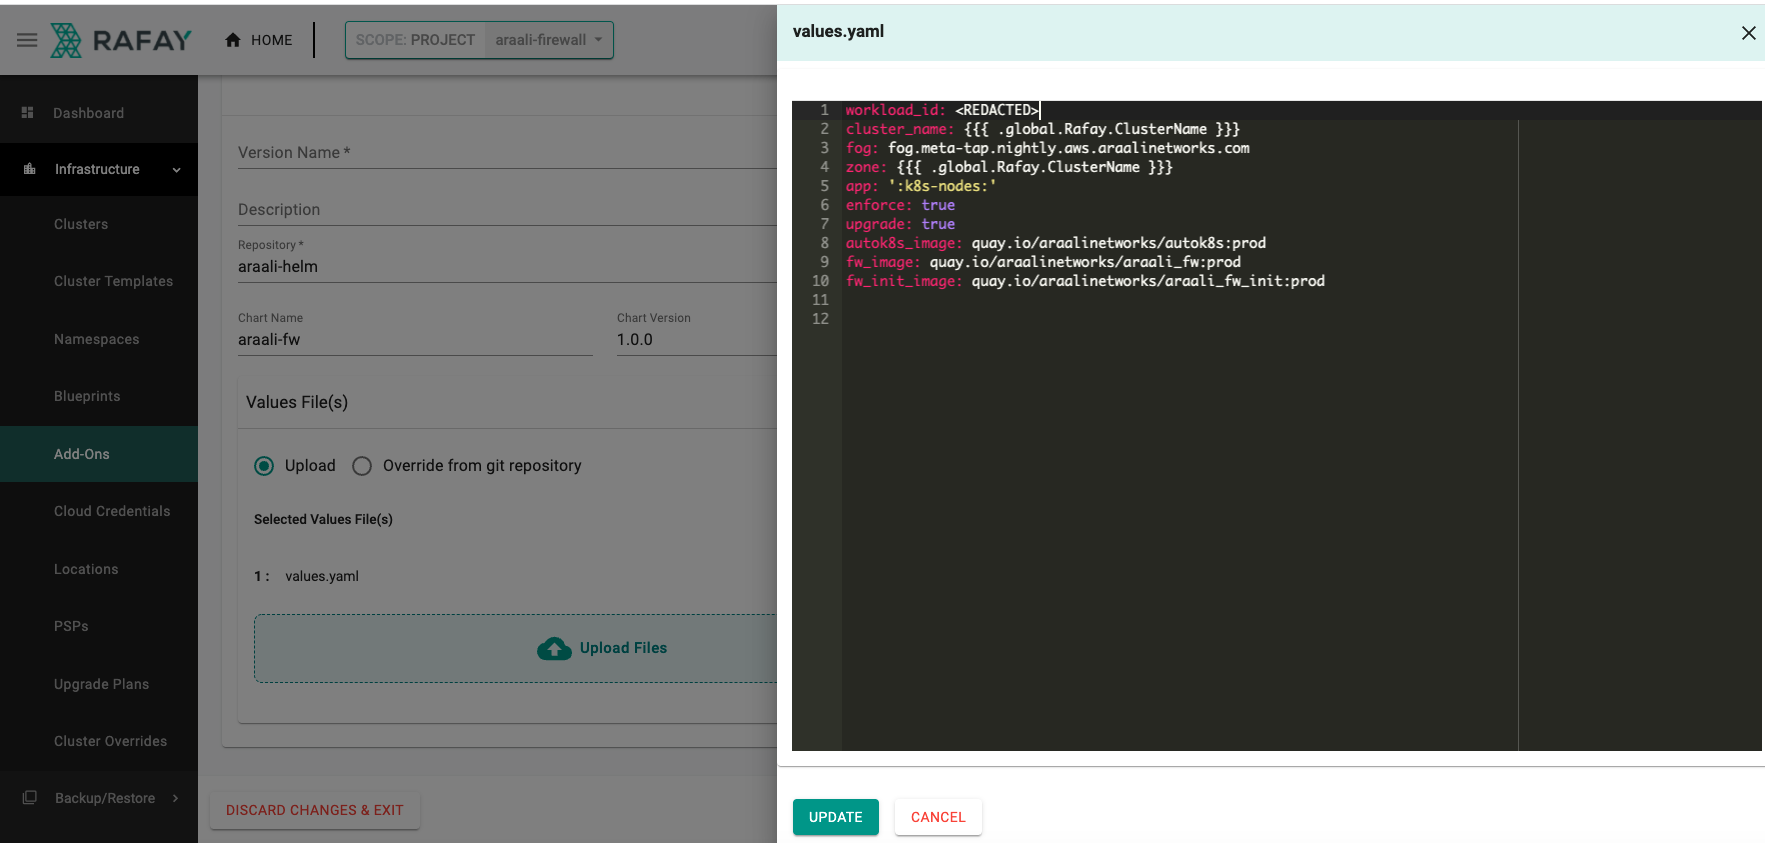 RAFAY
HOME
SCOPE: PROJECT araali-firewall
Dashboard
Infrastructure
Clusters
Cluster Templates
Namespaces
Blueprints
Add-Ons
Cloud Credentials
Locations
PSPs
Upgrade Plans
Cluster Overrides
Backup/Restore
Version Name *
Description
Repository *
araali-helm
Chart Name
araali-fw
Chart Version
1.0.0
Values File(s)
Upload
Override from git repository
Selected Values File(s)
1 : values.yaml
Upload Files
DISCARD CHANGES & EXIT
values.yaml
1 workload_id: <REDACTED>
2 cluster_name: {{{ .global.Rafay.ClusterName }}}
3 fog: fog.meta-tap.nightly.aws.araalinetworks.com
4 zone: {{{ .global.Rafay.ClusterName }}}
5 app: ':k8s-nodes:'
6 enforce: true
7 upgrade: true
8 autok8s_image: quay.io/araalinetworks/autok8s:prod
9 fw_image: quay.io/araalinetworks/araali_fw:prod
10 fw_init_image: quay.io/araalinetworks/araali_fw_init:prod
11
12
UPDATE
CANCEL